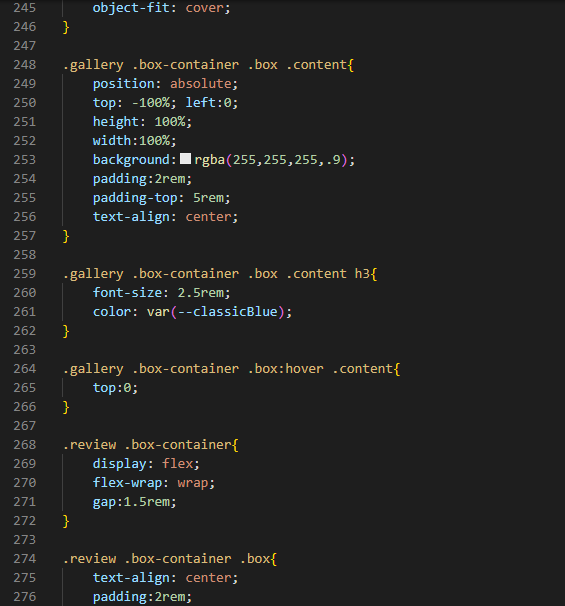 245 object-fit: cover;
246 }
247
248 .gallery .box-container .box .content{
249 position: absolute;
250 top: -100%; left:0;
251 height: 100%;
252 width:100%;
253 background: rgba(255,255,255,.9);
254 padding:2rem;
255 padding-top: 5rem;
256 text-align: center;
257 }
258
259 .gallery .box-container .box .content h3{
260 font-size: 2.5rem;
261 color: var(--classicBlue);
262 }
263
264 .gallery .box-container .box:hover .content{
265 top:0;
266 }
267
268 .review .box-container{
269 display: flex;
270 flex-wrap: wrap;
271 gap:1.5rem;
272 }
273
274 .review .box-container .box{
275 text-align: center;
276 padding:2rem;